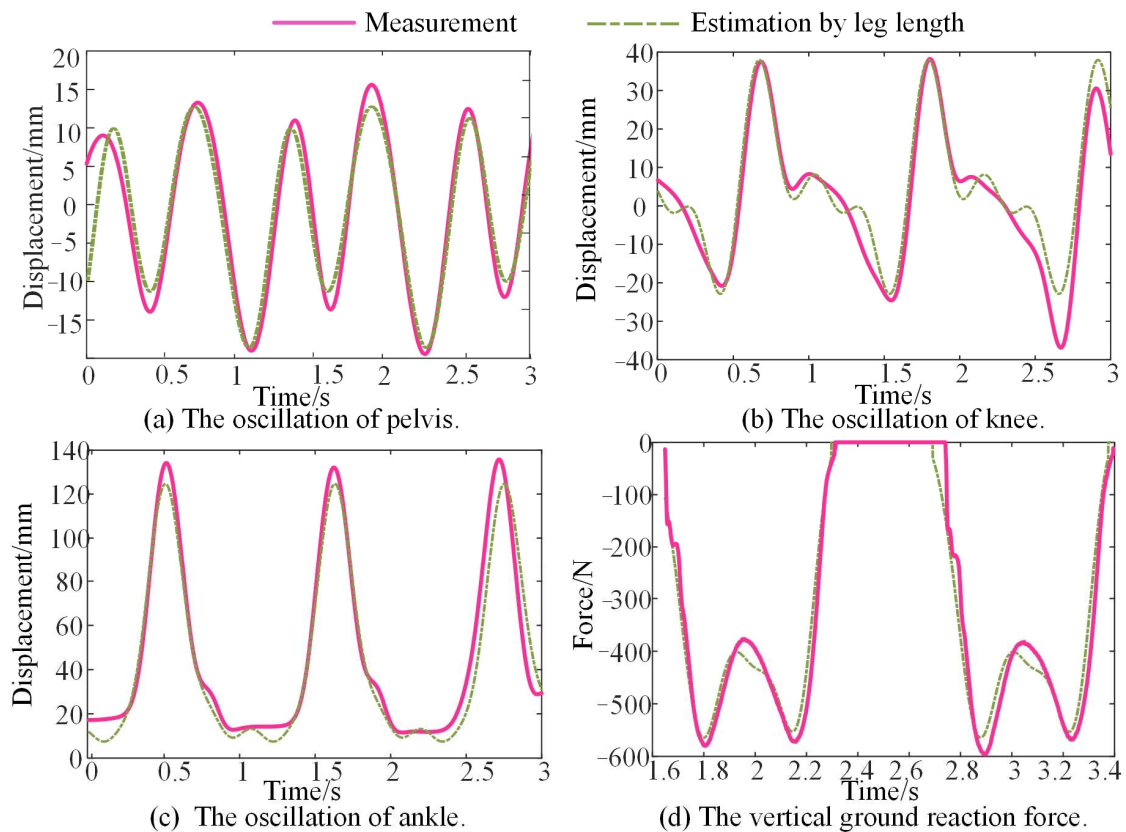 Measurement Estimation by leg length
20
15
10
5
0
−5
−10
−15
Displacement/mm
0 0.5 1 1.5 2 2.5 3
Time/s
(a) The oscillation of pelvis.
40
30
20
10
0
−10
−20
−30
−40
Displacement/mm
0 0.5 1 1.5 2 2.5 3
Time/s
(b) The oscillation of knee.
140
120
100
80
60
40
20
0
Displacement/mm
0 0.5 1 1.5 2 2.5 3
Time/s
(c) The oscillation of ankle.
0
−100
−200
−300
−400
−500
−600
Force/N
1.6 1.8 2 2.2 2.4 2.6 2.8 3 3.2 3.4
Time/s
(d) The vertical ground reaction force.